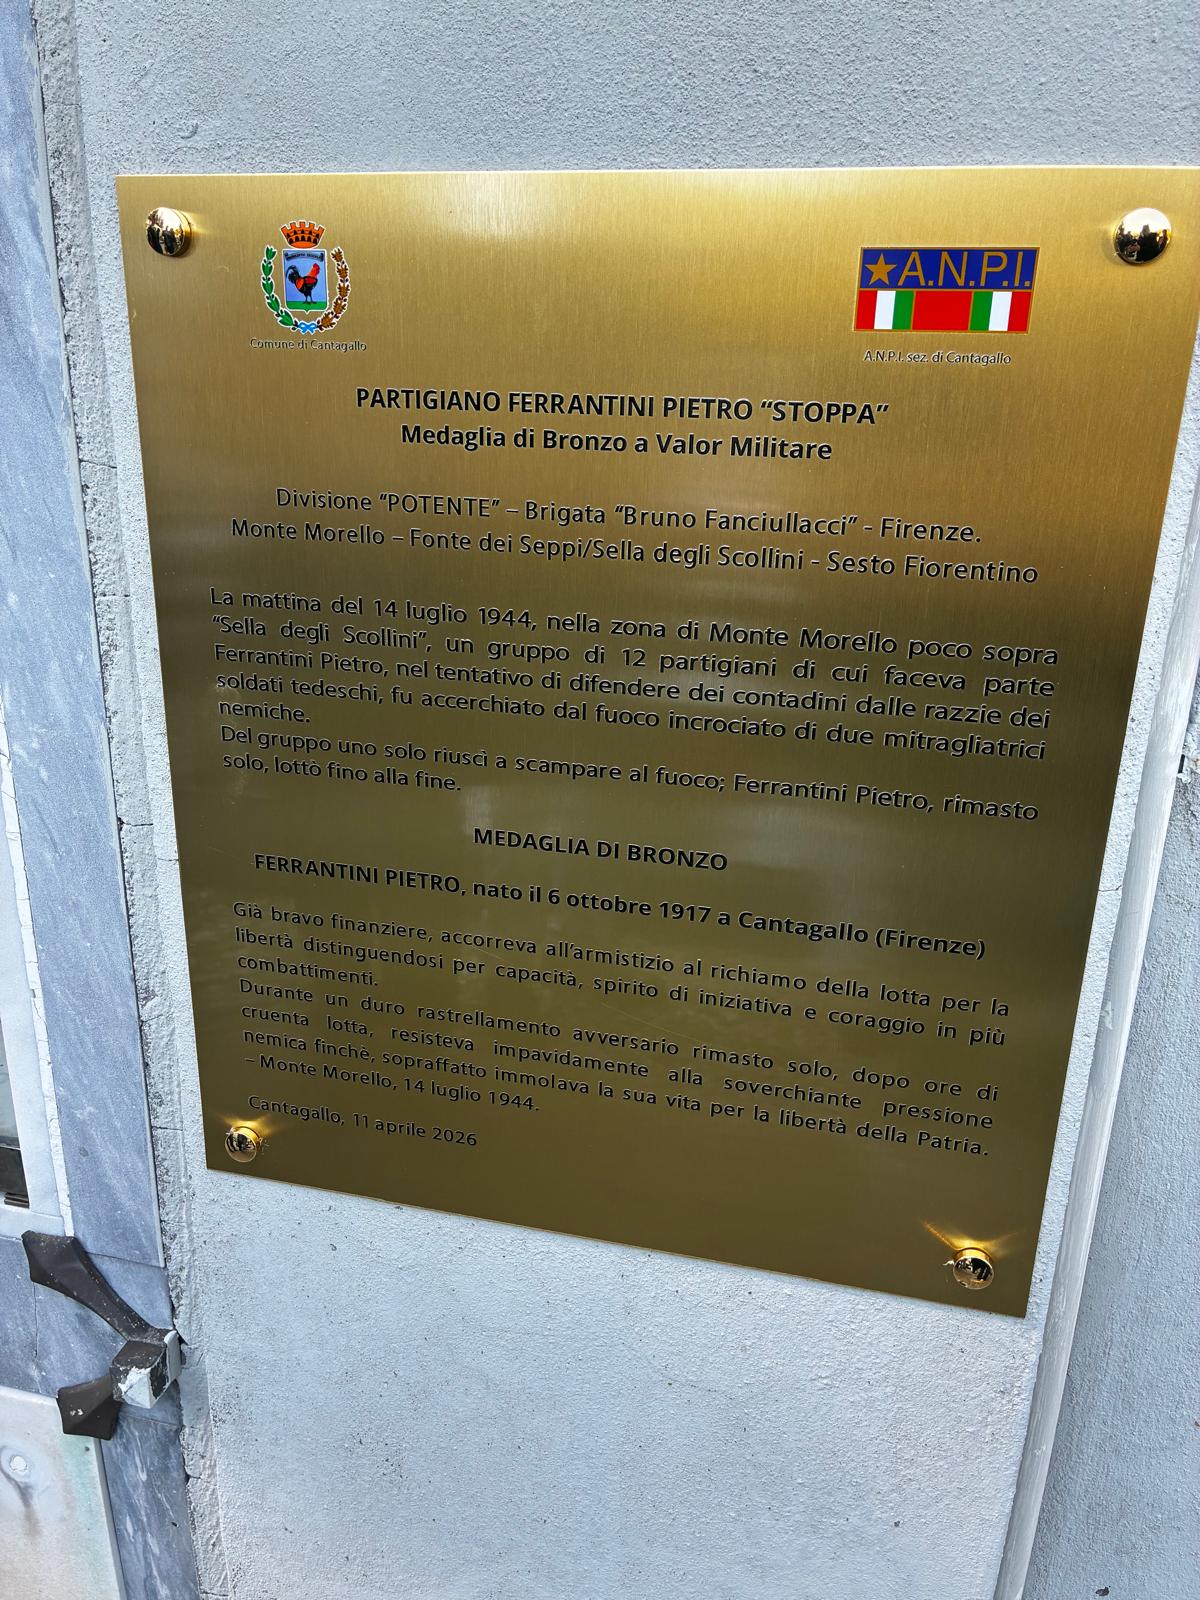 Comune di Cantagallo
A.N.P.I.
A.N.P.I. sez. di Cantagallo
PARTIGIANO FERRANTINI PIETRO “STOPPA”
Medaglia di Bronzo a Valor Militare
Divisione “POTENTE” – Brigata “Bruno Fanciullacci” - Firenze.
Monte Morello – Fonte dei Seppi/Sella degli Scollini - Sesto Fiorentino
La mattina del 14 luglio 1944, nella zona di Monte Morello poco sopra
“Sella degli Scollini”, un gruppo di 12 partigiani di cui faceva parte
Ferrantini Pietro, nel tentativo di difendere dei contadini dalle razzie dei
soldati tedeschi, fu accerchiato dal fuoco incrociato di due mitragliatrici
nemiche.
Del gruppo uno solo riuscì a scampare al fuoco; Ferrantini Pietro, rimasto
solo, lottò fino alla fine.
MEDAGLIA DI BRONZO
FERRANTINI PIETRO, nato il 6 ottobre 1917 a Cantagallo (Firenze)
Già bravo finanziere, accorreva all’armistizio al richiamo della lotta per la
libertà distinguendosi per capacità, spirito di iniziativa e coraggio in più
combattimenti.
Durante un duro rastrellamento avversario rimasto solo, dopo ore di
cruenta lotta, resisteva impavidamente alla soverchiante pressione
nemica finchè, sopraffatto immolava la sua vita per la libertà della Patria.
– Monte Morello, 14 luglio 1944.
Cantagallo, 11 aprile 2026